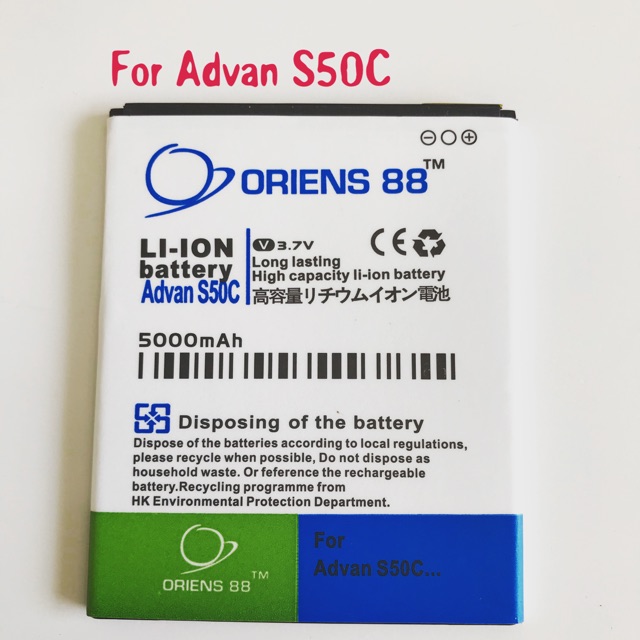 For Advan S50C
ORIENS 88™
LI-ION
battery
Advan S50C
V 3.7V
Long lasting
High capacity li-ion battery
高容量リチウムイオン電池
CE
5000mAh
Disposing of the battery
Dispose of the batteries according to local regulations,
please recycle when possible, Do not dispose as
household waste. Or reference the rechargeable
battery.Recycling programme from
HK Environmental Protection Department.
ORIENS 88™
For
Advan S50C...